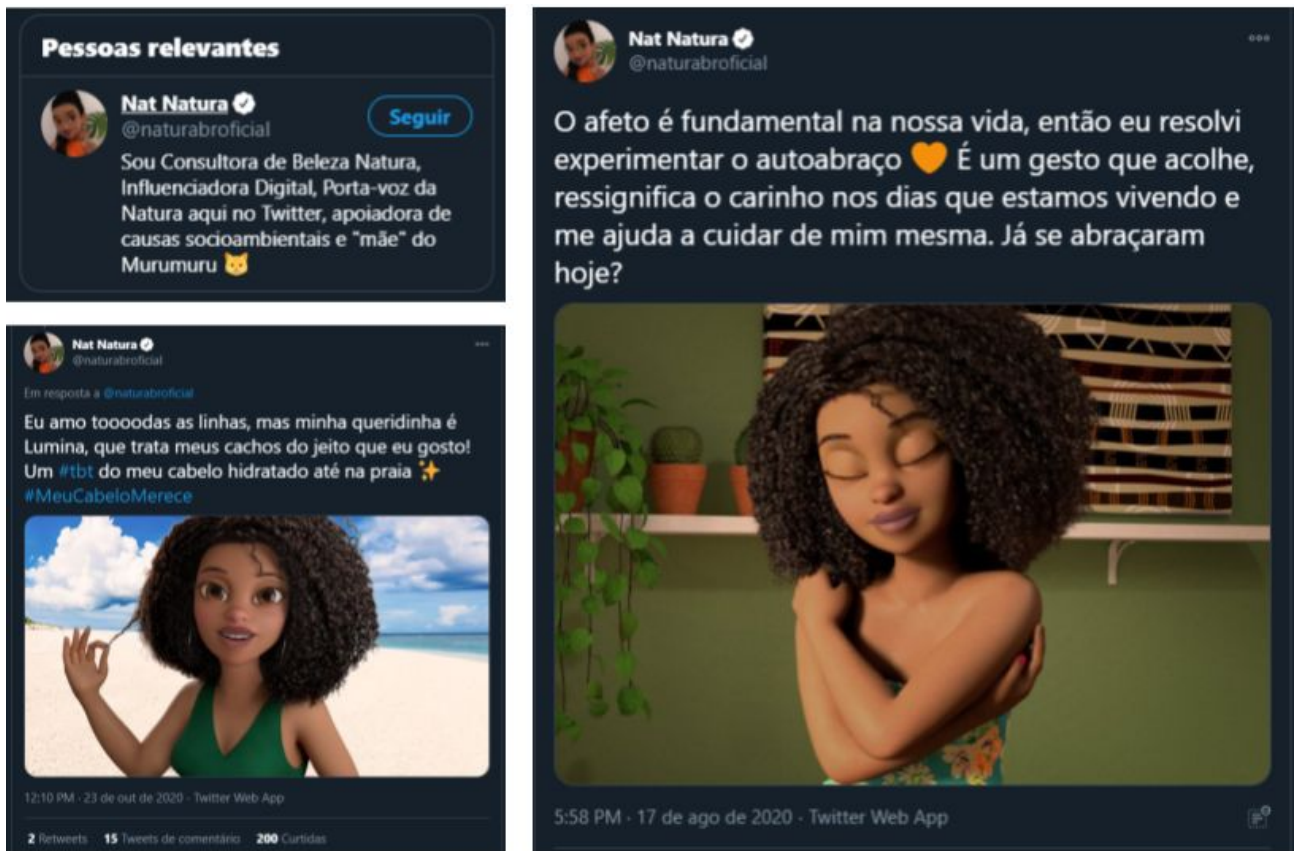 Pessoas relevantes
Nat Natura
@naturabroficial
Seguir
Sou Consultora de Beleza Natura,
Influenciadora Digital, Porta-voz da
Natura aqui no Twitter, apoiadora de
causas socioambientais e "mãe" do
Murumuru 🐱
Nat Natura
@naturabroficial
Em resposta a @naturabroficial
Eu amo toooodas as linhas, mas minha queridinha é
Lumina, que trata meus cachos do jeito que eu gosto!
Um #tbt do meu cabelo hidratado até na praia ✨
#MeuCabeloMerece
12:10 PM · 23 de out de 2020 · Twitter Web App
2 Retweets 15 Tweets de comentário 200 Curtidas
Nat Natura
@naturabroficial
O afeto é fundamental na nossa vida, então eu resolvi
experimentar o autoabraço 🧡 É um gesto que acolhe,
ressignifica o carinho nos dias que estamos vivendo e
me ajuda a cuidar de mim mesma. Já se abraçaram
hoje?
5:58 PM · 17 de ago de 2020 · Twitter Web App